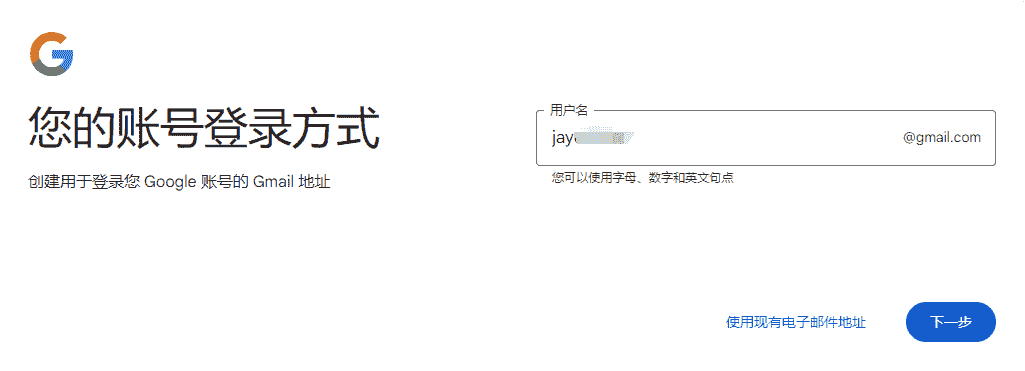 您的账号登录方式
创建用于登录您 Google 账号的 Gmail 地址
用户名
jay
@gmail.com
您可以使用字母、数字和英文句点
使用现有电子邮件地址
下一步